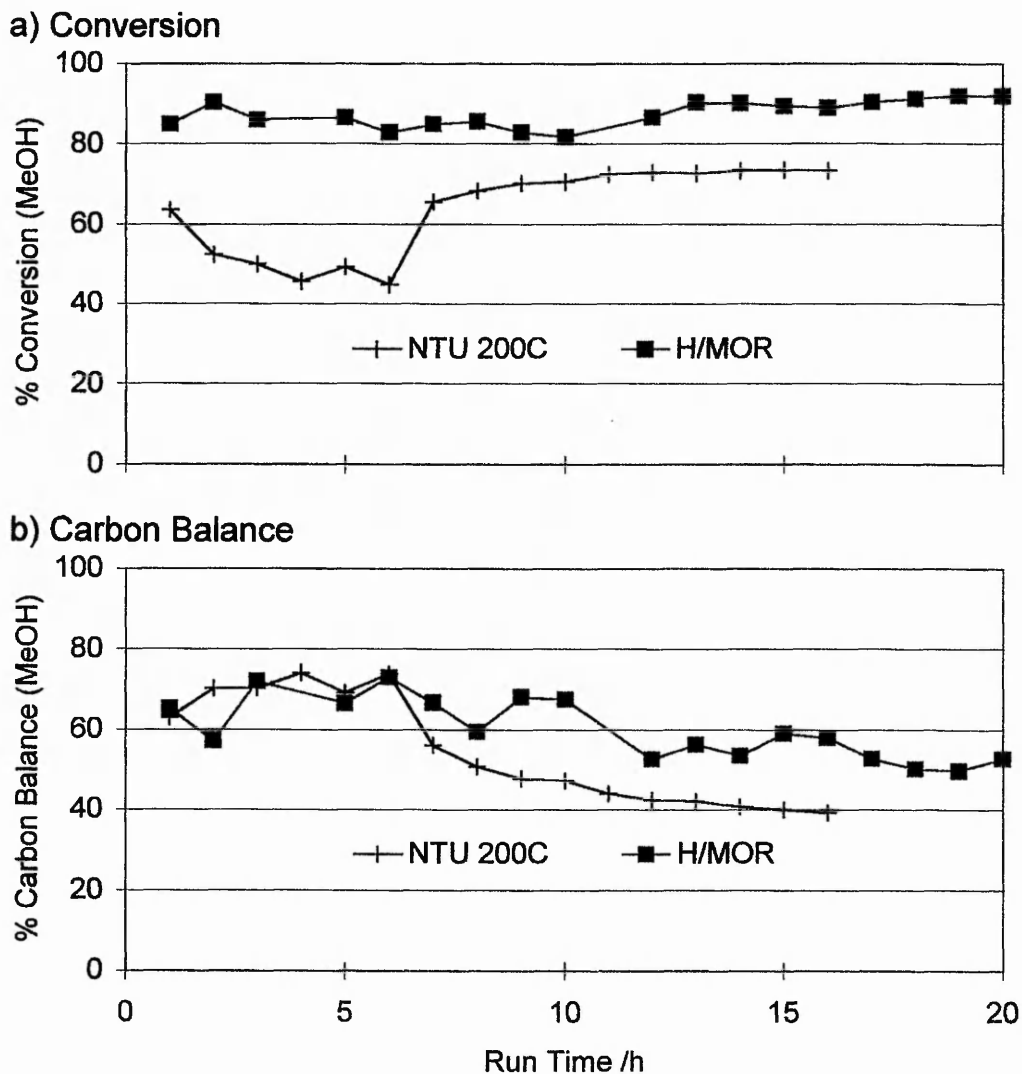 a) Conversion
% Conversion (MeOH)
100
80
60
40
20
0
NTU 200C H/MOR
b) Carbon Balance
% Carbon Balance (MeOH)
100
80
60
40
20
0
NTU 200C H/MOR
0 5 10 15 20
Run Time /h